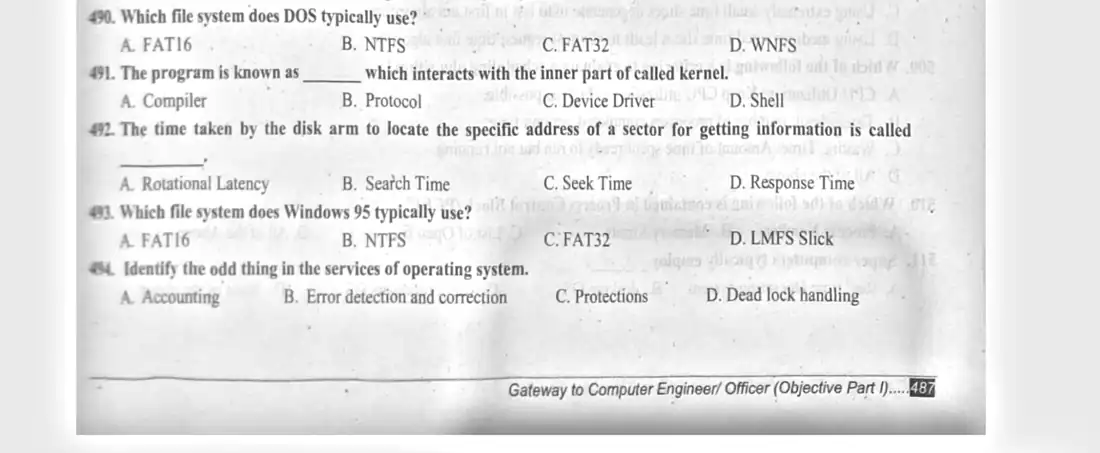 490. Which file system does DOS typically use?
A. FAT16 B. NTFS C. FAT32 D. WNFS
491. The program is known as ______ which interacts with the inner part of called kernel.
A. Compiler B. Protocol C. Device Driver D. Shell
492. The time taken by the disk arm to locate the specific address of a sector for getting information is called
________.
A. Rotational Latency B. Search Time C. Seek Time D. Response Time
493. Which file system does Windows 95 typically use?
A. FAT16 B. NTFS C. FAT32 D. LMFS Slick
494. Identify the odd thing in the services of operating system.
A. Accounting B. Error detection and correction C. Protections D. Dead lock handling
Gateway to Computer Engineer/ Officer (Objective Part I).....487